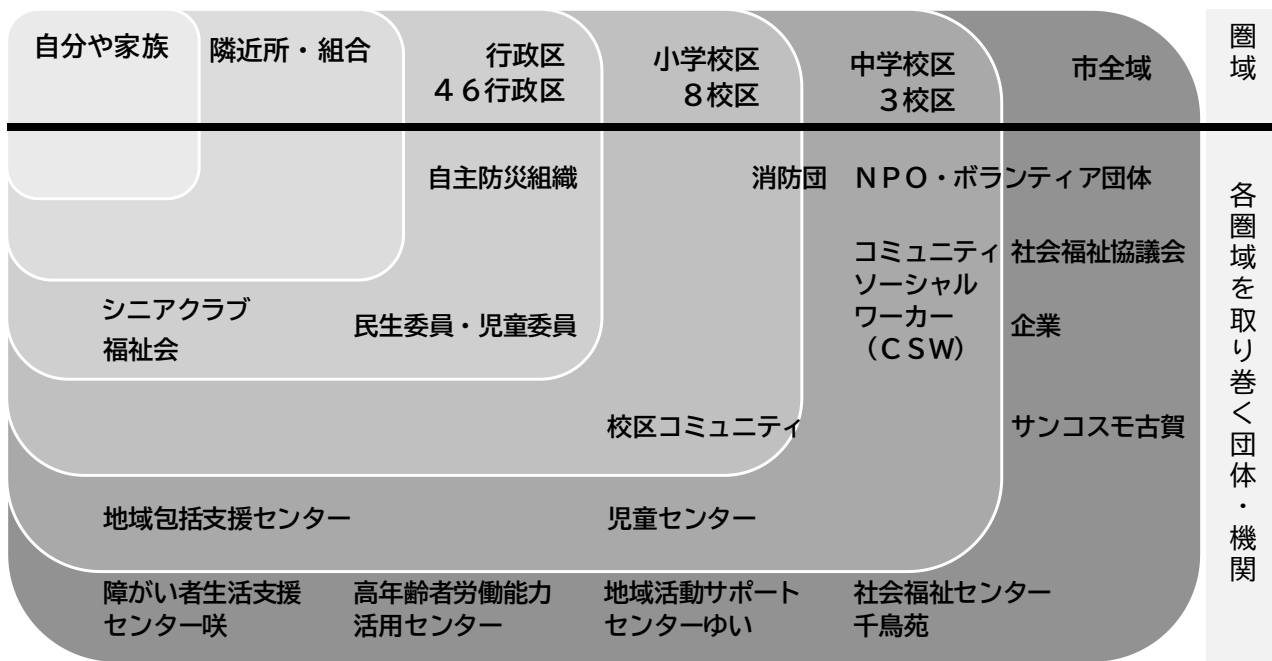 自分や家族
隣近所・組合
行政区
４６行政区
小学校区
８校区
中学校区
３校区
市全域
圏域
自主防災組織
消防団
ＮＰＯ・ボランティア団体
コミュニティ
ソーシャル
ワーカー
（ＣＳＷ）
社会福祉協議会
シニアクラブ
福祉会
民生委員・児童委員
企業
校区コミュニティ
サンコスモ古賀
地域包括支援センター
児童センター
障がい者生活支援
センター咲
高年齢者労働能力
活用センター
地域活動サポート
センターゆい
社会福祉センター
千鳥苑
各圏域を取り巻く団体・機関